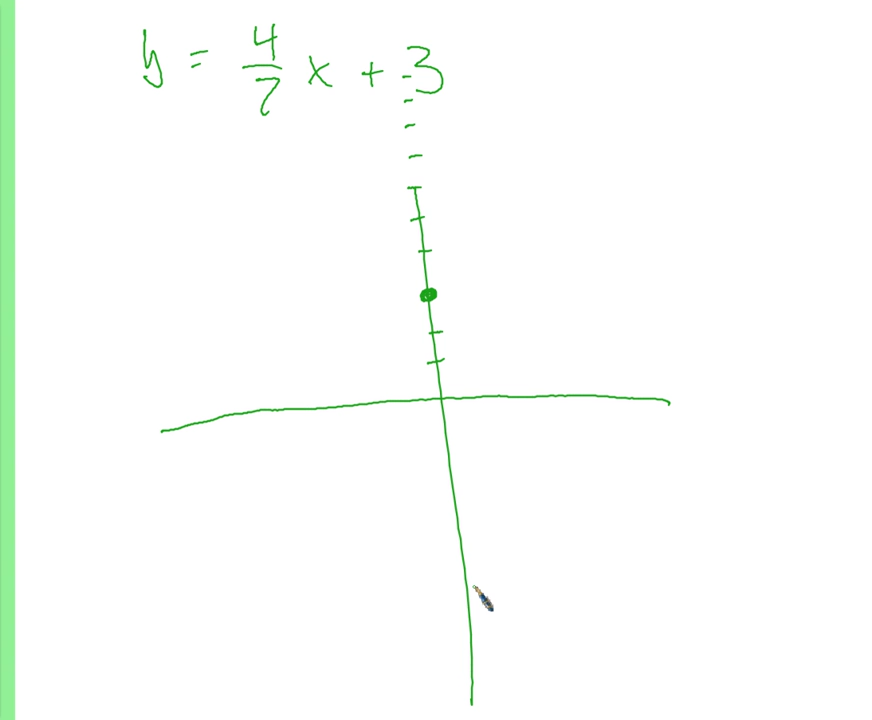 y = 4/7 x + 3